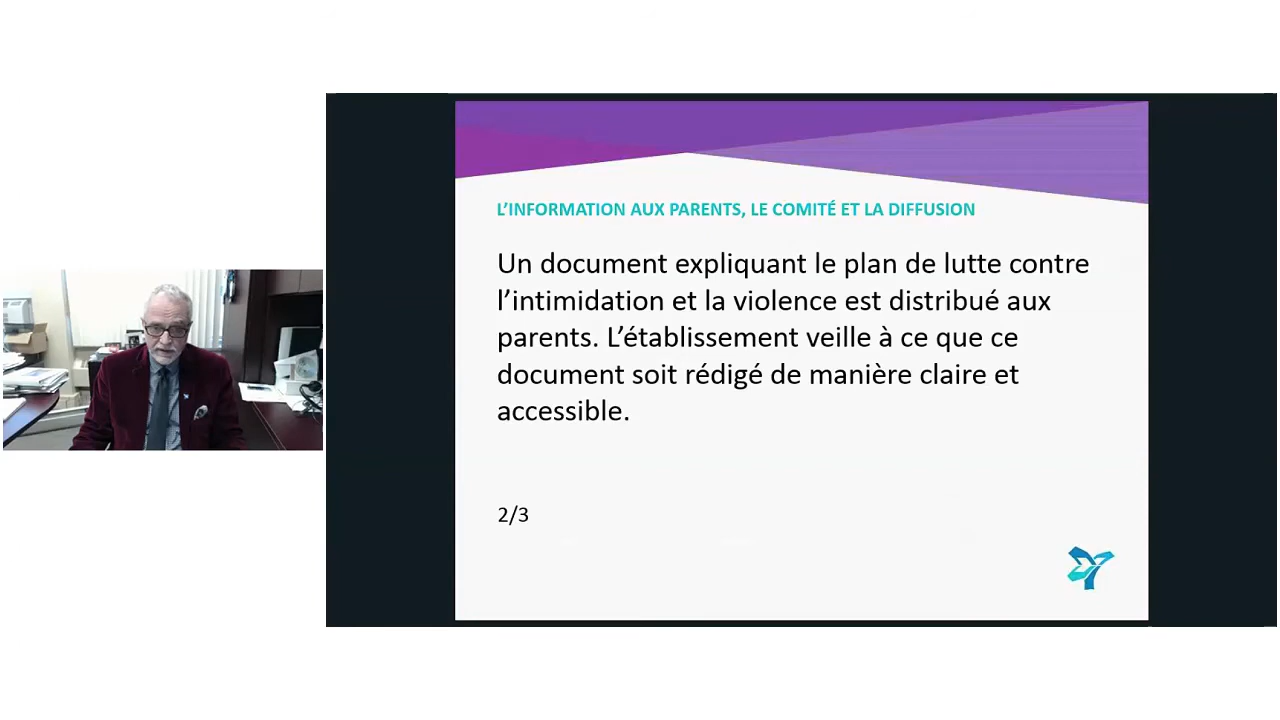 L’INFORMATION AUX PARENTS, LE COMITÉ ET LA DIFFUSION
Un document expliquant le plan de lutte contre
l’intimidation et la violence est distribué aux
parents. L’établissement veille à ce que ce
document soit rédigé de manière claire et
accessible.
2/3